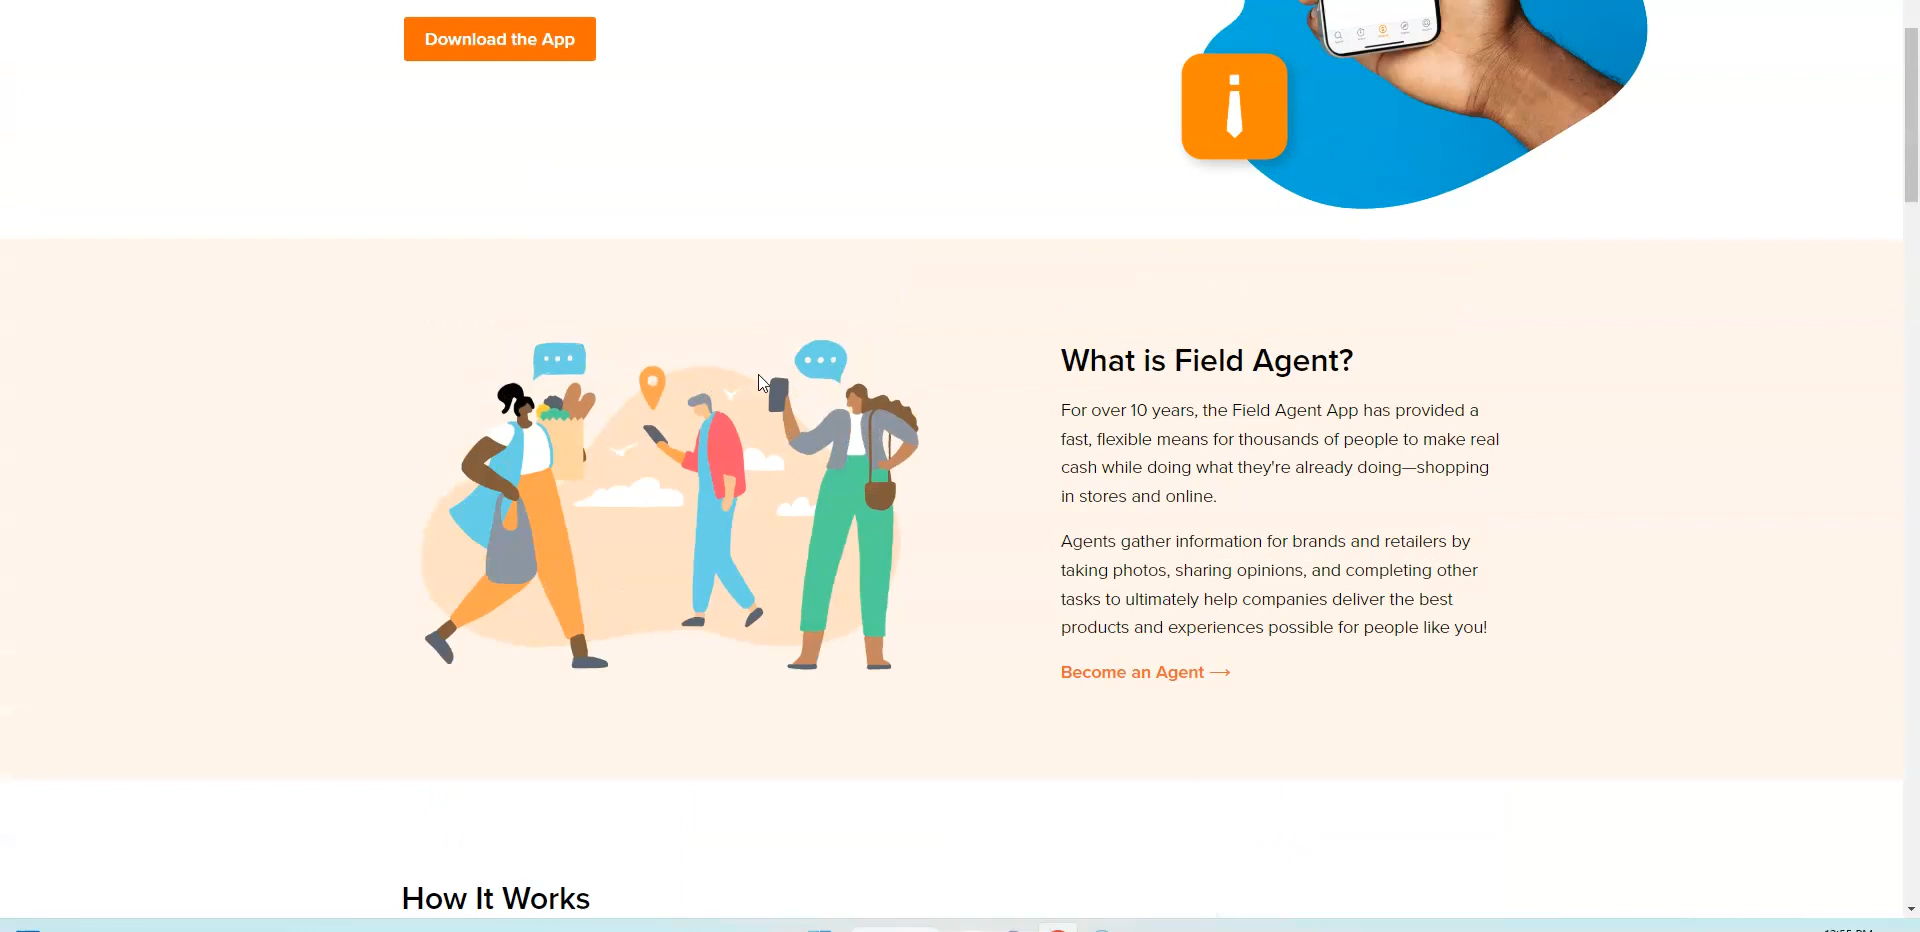 Download the App
What is Field Agent?
For over 10 years, the Field Agent App has provided a
fast, flexible means for thousands of people to make real
cash while doing what they're already doing—shopping
in stores and online.
Agents gather information for brands and retailers by
taking photos, sharing opinions, and completing other
tasks to ultimately help companies deliver the best
products and experiences possible for people like you!
Become an Agent →
How It Works